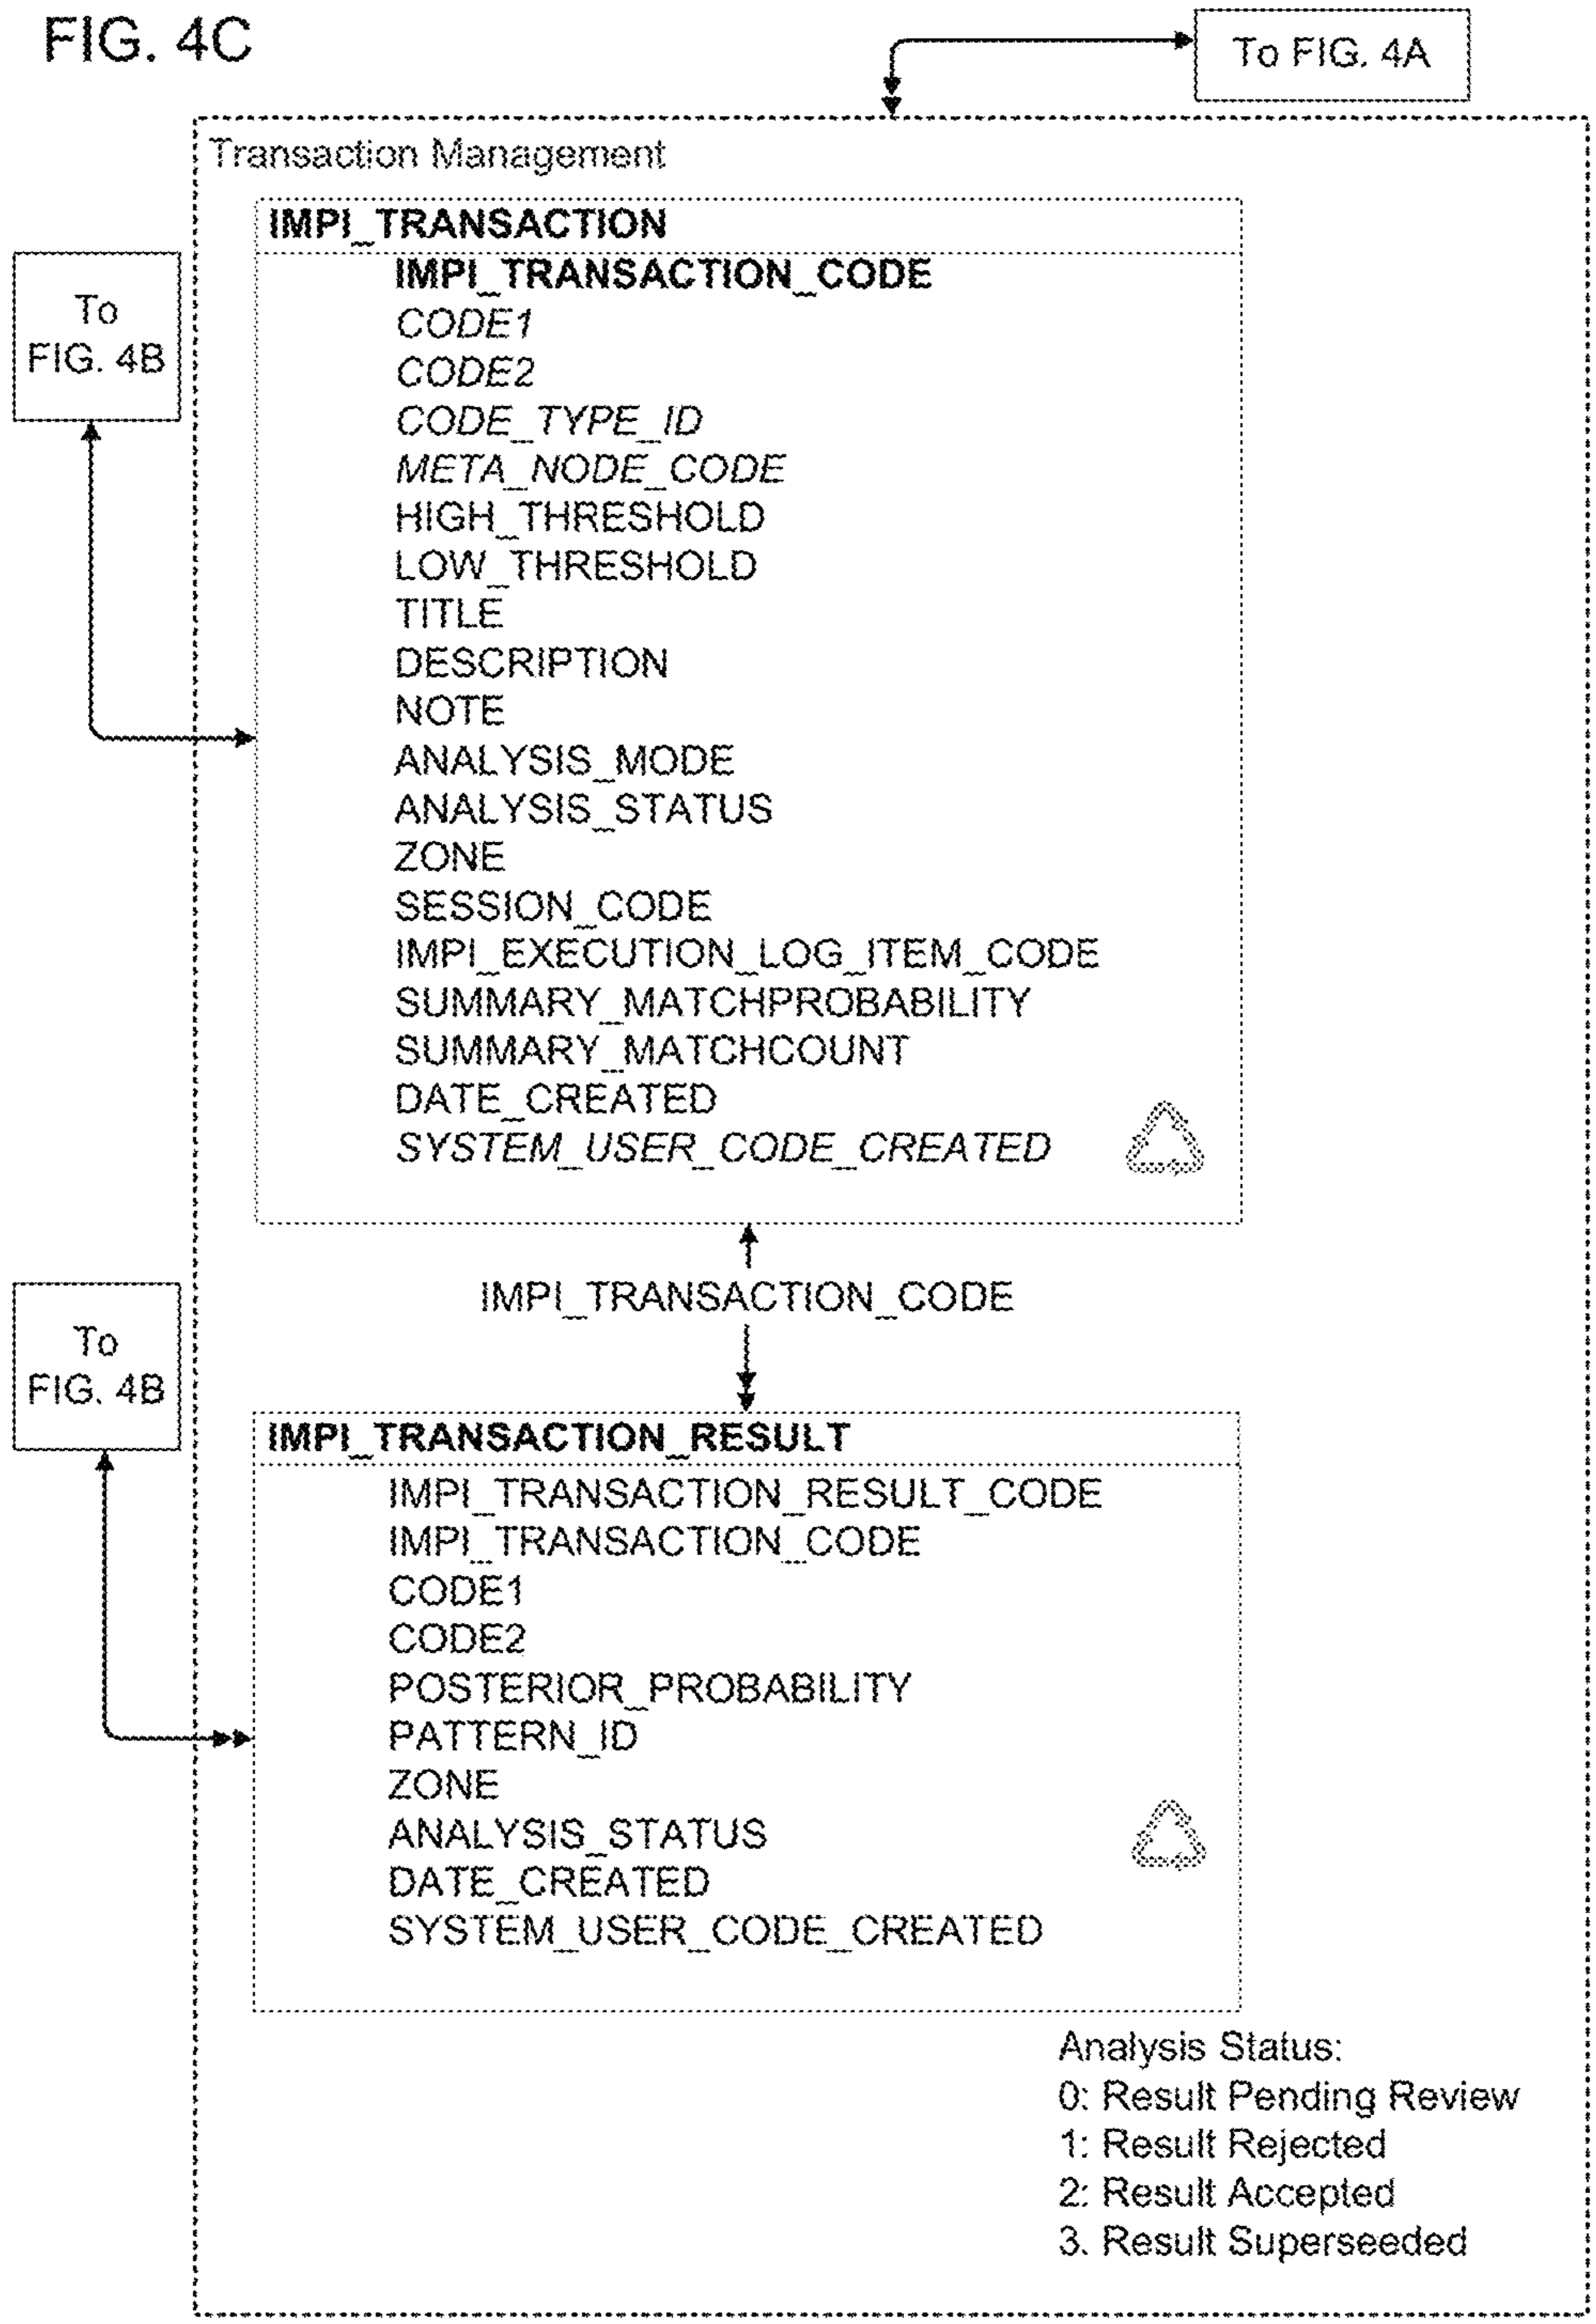 FIG. 4C
To FIG. 4A
Transaction Management
IMPI_TRANSACTION
To
FIG. 4B
IMPI_TRANSACTION_CODE
CODE1
CODE2
CODE_TYPE_ID
META_NODE_CODE
HIGH_THRESHOLD
LOW_THRESHOLD
TITLE
DESCRIPTION
NOTE
ANALYSIS_MODE
ANALYSIS_STATUS
ZONE
SESSION_CODE
IMPI_EXECUTION_LOG_ITEM_CODE
SUMMARY_MATCHPROBABILITY
SUMMARY_MATCHCOUNT
DATE_CREATED
SYSTEM_USER_CODE_CREATED
IMPI_TRANSACTION_CODE
To
FIG. 4B
IMPI_TRANSACTION_RESULT
IMPI_TRANSACTION_RESULT_CODE
IMPI_TRANSACTION_CODE
CODE1
CODE2
POSTERIOR_PROBABILITY
PATTERN_ID
ZONE
ANALYSIS_STATUS
DATE_CREATED
SYSTEM_USER_CODE_CREATED
Analysis Status:
0: Result Pending Review
1: Result Rejected
2: Result Accepted
3. Result Superseeded